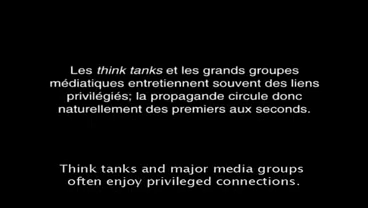 Les think tanks et les grands groupes
médiatiques entretiennent souvent des liens
privilégiés; la propagande circule donc
naturellement des premiers aux seconds.
Think tanks and major media groups
often enjoy privileged connections.